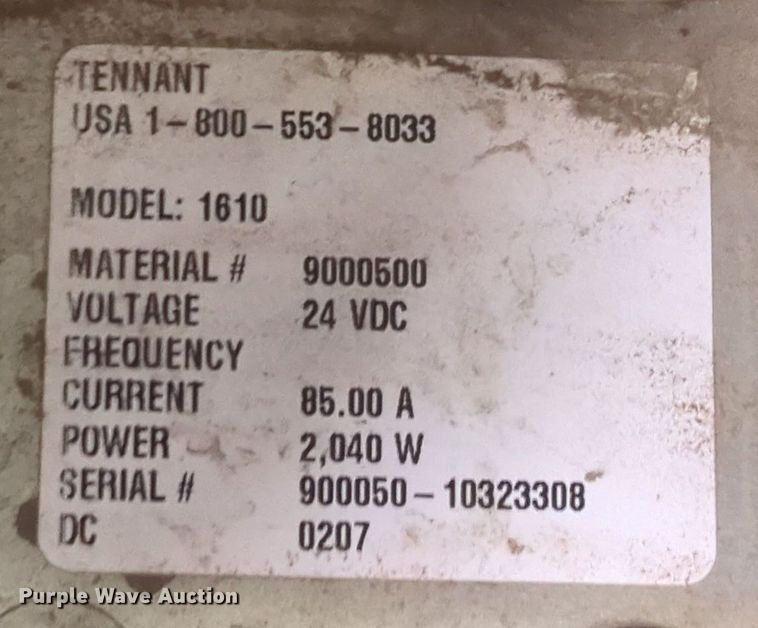 TENNANT
USA 1-800-553-8033
MODEL: 1610
MATERIAL # 9000500
VOLTAGE 24 VDC
FREQUENCY
CURRENT 85.00 A
POWER 2,040 W
SERIAL # 900050-10323308
DC 0207
Purple Wave Auction